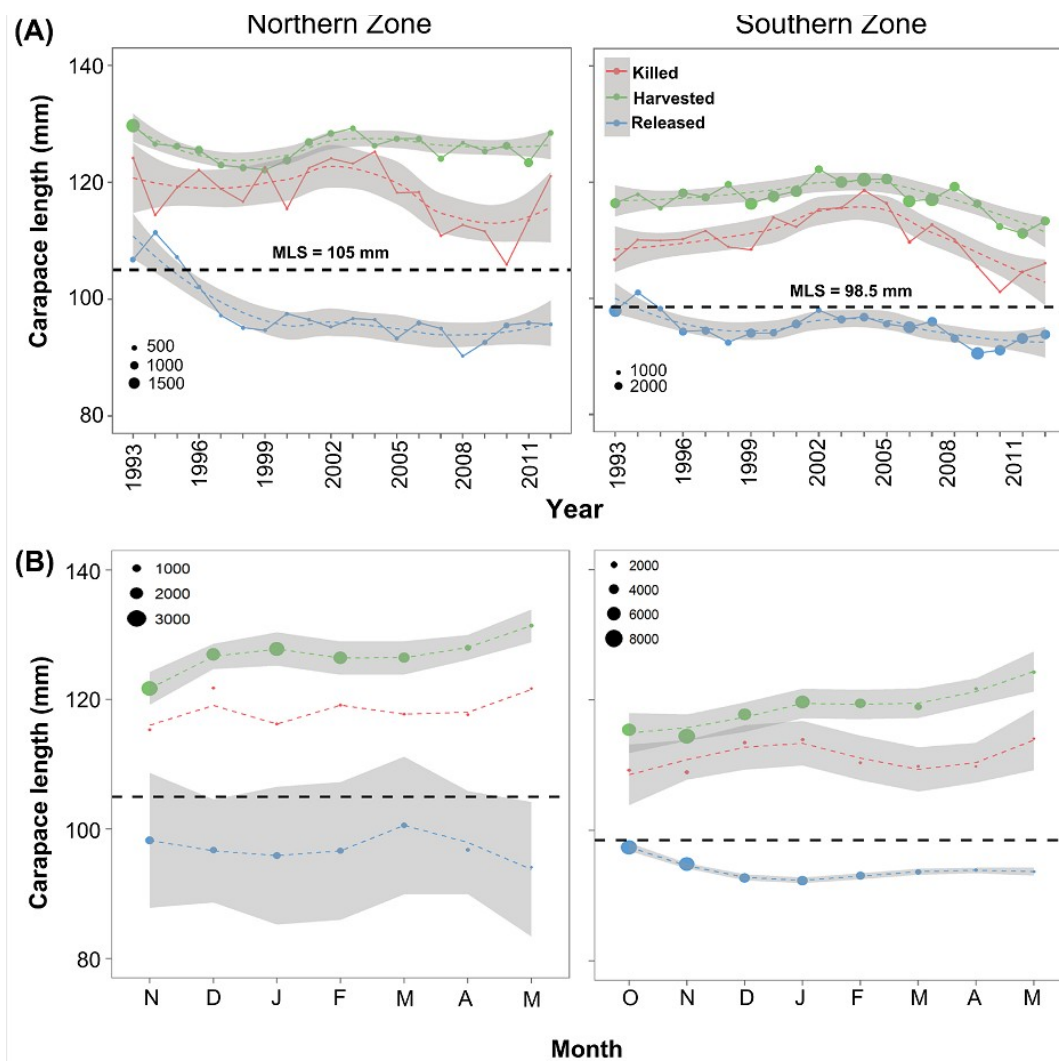 (A)
Northern Zone
Southern Zone
Carapace length (mm)
140
120
100
80
MLS = 105 mm
500
1000
1500
1993
1996
1999
2002
2005
2008
2011
Killed
Harvested
Released
MLS = 98.5 mm
1000
2000
1993
1996
1999
2002
2005
2008
2011
Year
(B)
Carapace length (mm)
140
120
100
80
1000
2000
3000
N D J F M A M
2000
4000
6000
8000
O N D J F M A M
Month